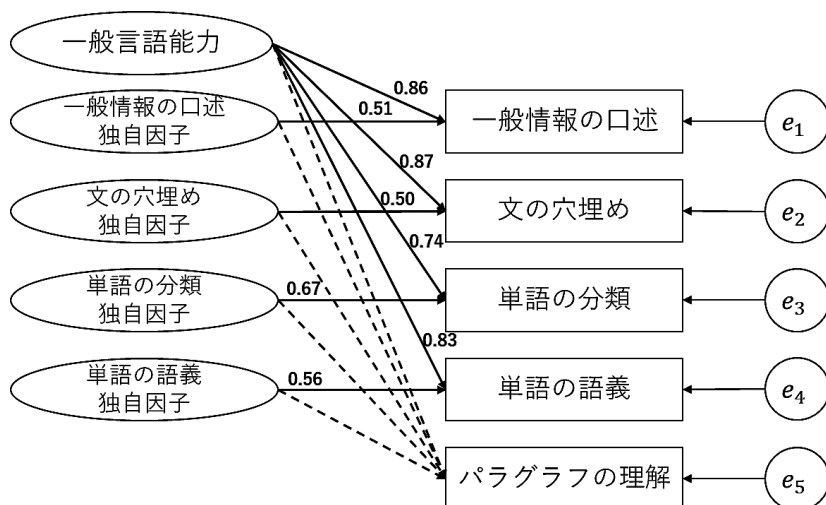 一般言語能力
0.86
一般情報の口述
独自因子
0.51
一般情報の口述
e1
0.87
文の穴埋め
独自因子
0.50
文の穴埋め
e2
0.74
単語の分類
独自因子
0.67
単語の分類
e3
0.83
単語の語義
独自因子
0.56
単語の語義
e4
パラグラフの理解
e5